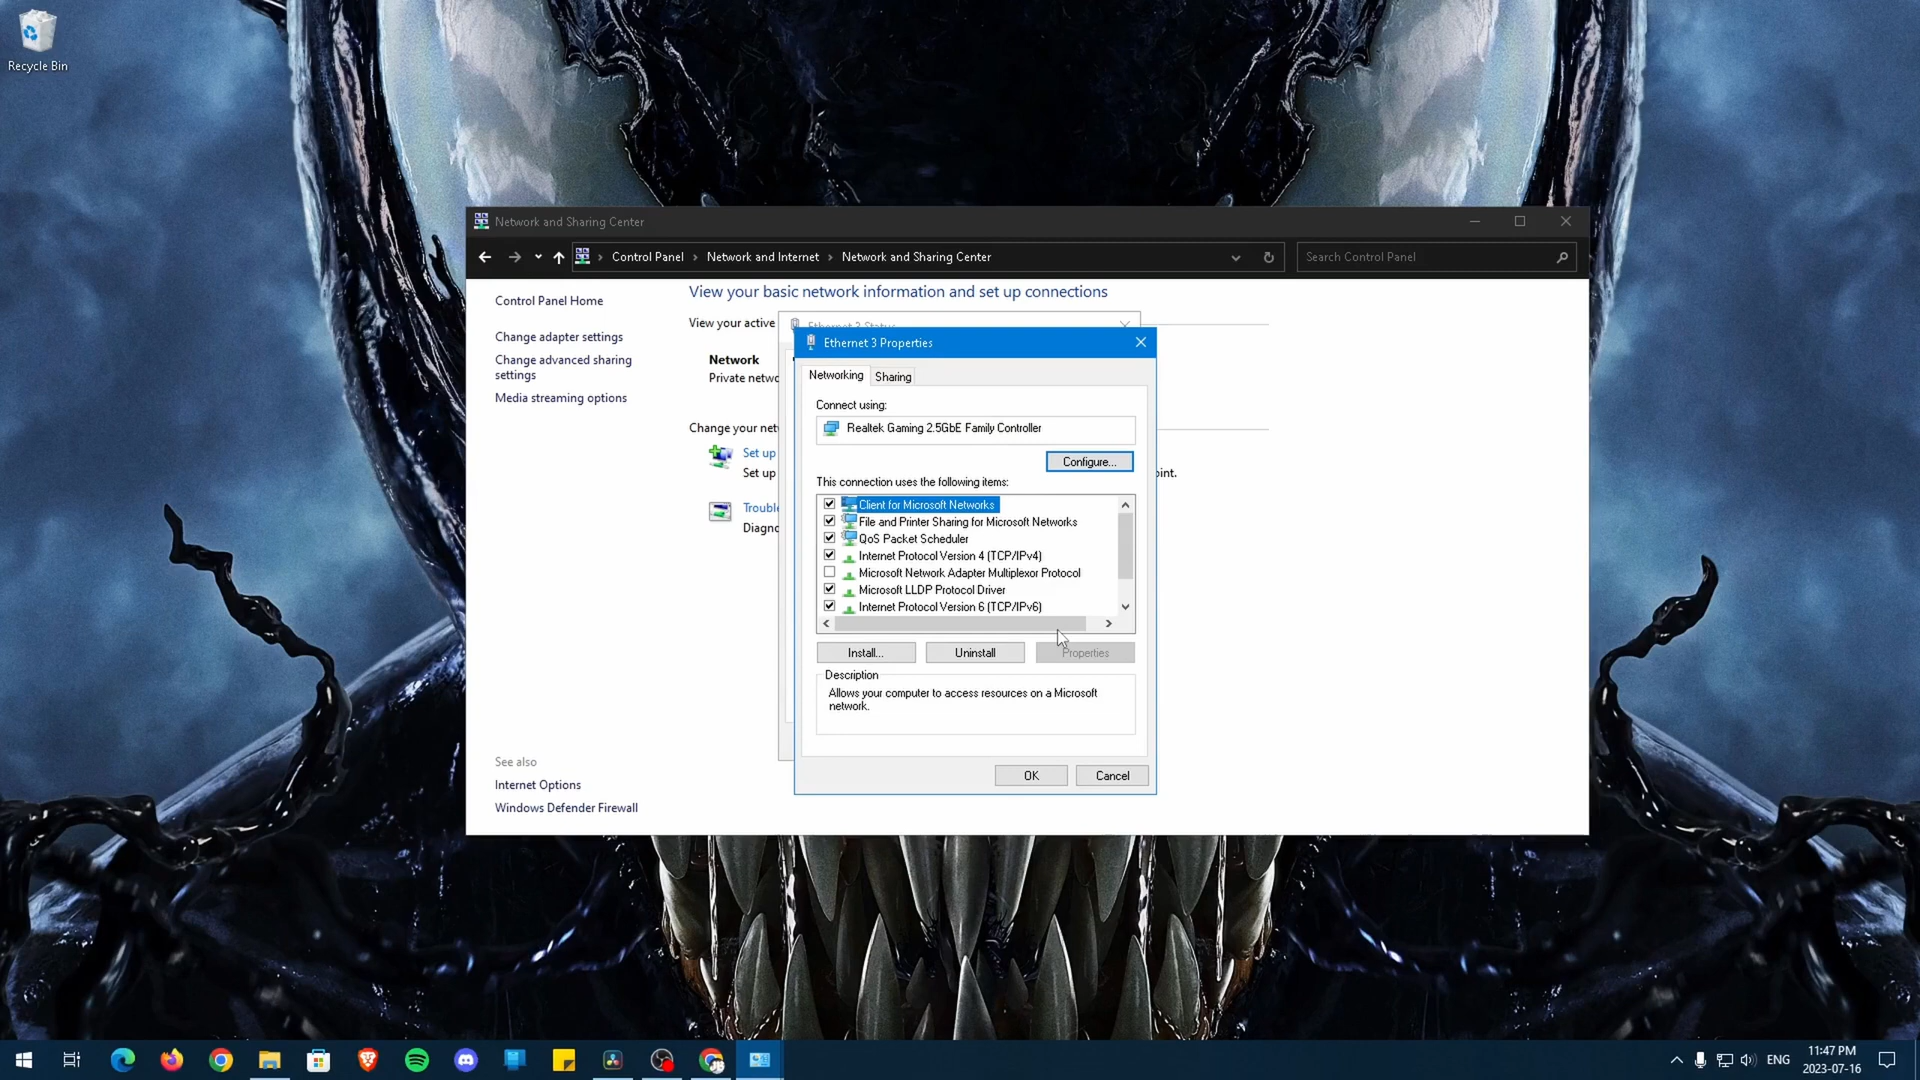 Recycle Bin
Network and Sharing Center
Control Panel
Network and Internet
Network and Sharing Center
Search Control Panel
Control Panel Home
Change adapter settings
Change advanced sharing
settings
Media streaming options
View your basic network information and set up connections
View your active
Network
Private netwo
Change your net
Set up
Set up
oint.
Trouble
Diagno
Ethernet 3 Status
Ethernet 3 Properties
Networking
Sharing
Connect using:
Realtek Gaming 2.5GbE Family Controller
Configure...
This connection uses the following items:
Client for Microsoft Networks
File and Printer Sharing for Microsoft Networks
QoS Packet Scheduler
Internet Protocol Version 4 (TCP/IPv4)
Microsoft Network Adapter Multiplexor Protocol
Microsoft LLDP Protocol Driver
Internet Protocol Version 6 (TCP/IPv6)
Install...
Uninstall
Properties
Description
Allows your computer to access resources on a Microsoft
network.
OK
Cancel
See also
Internet Options
Windows Defender Firewall
ENG
11:47 PM
2023-07-16